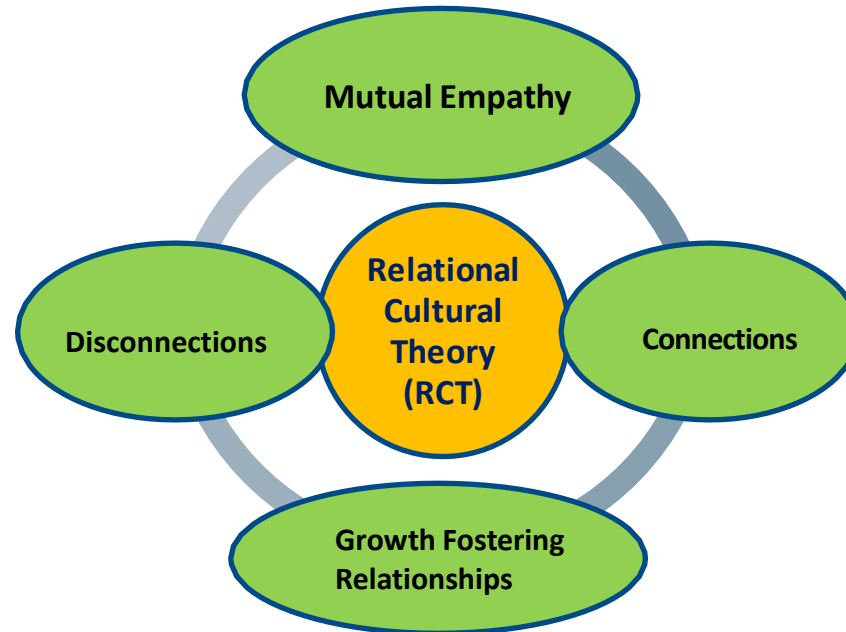 Mutual Empathy
Relational
Cultural
Theory
(RCT)
Disconnections
Connections
Growth Fostering
Relationships